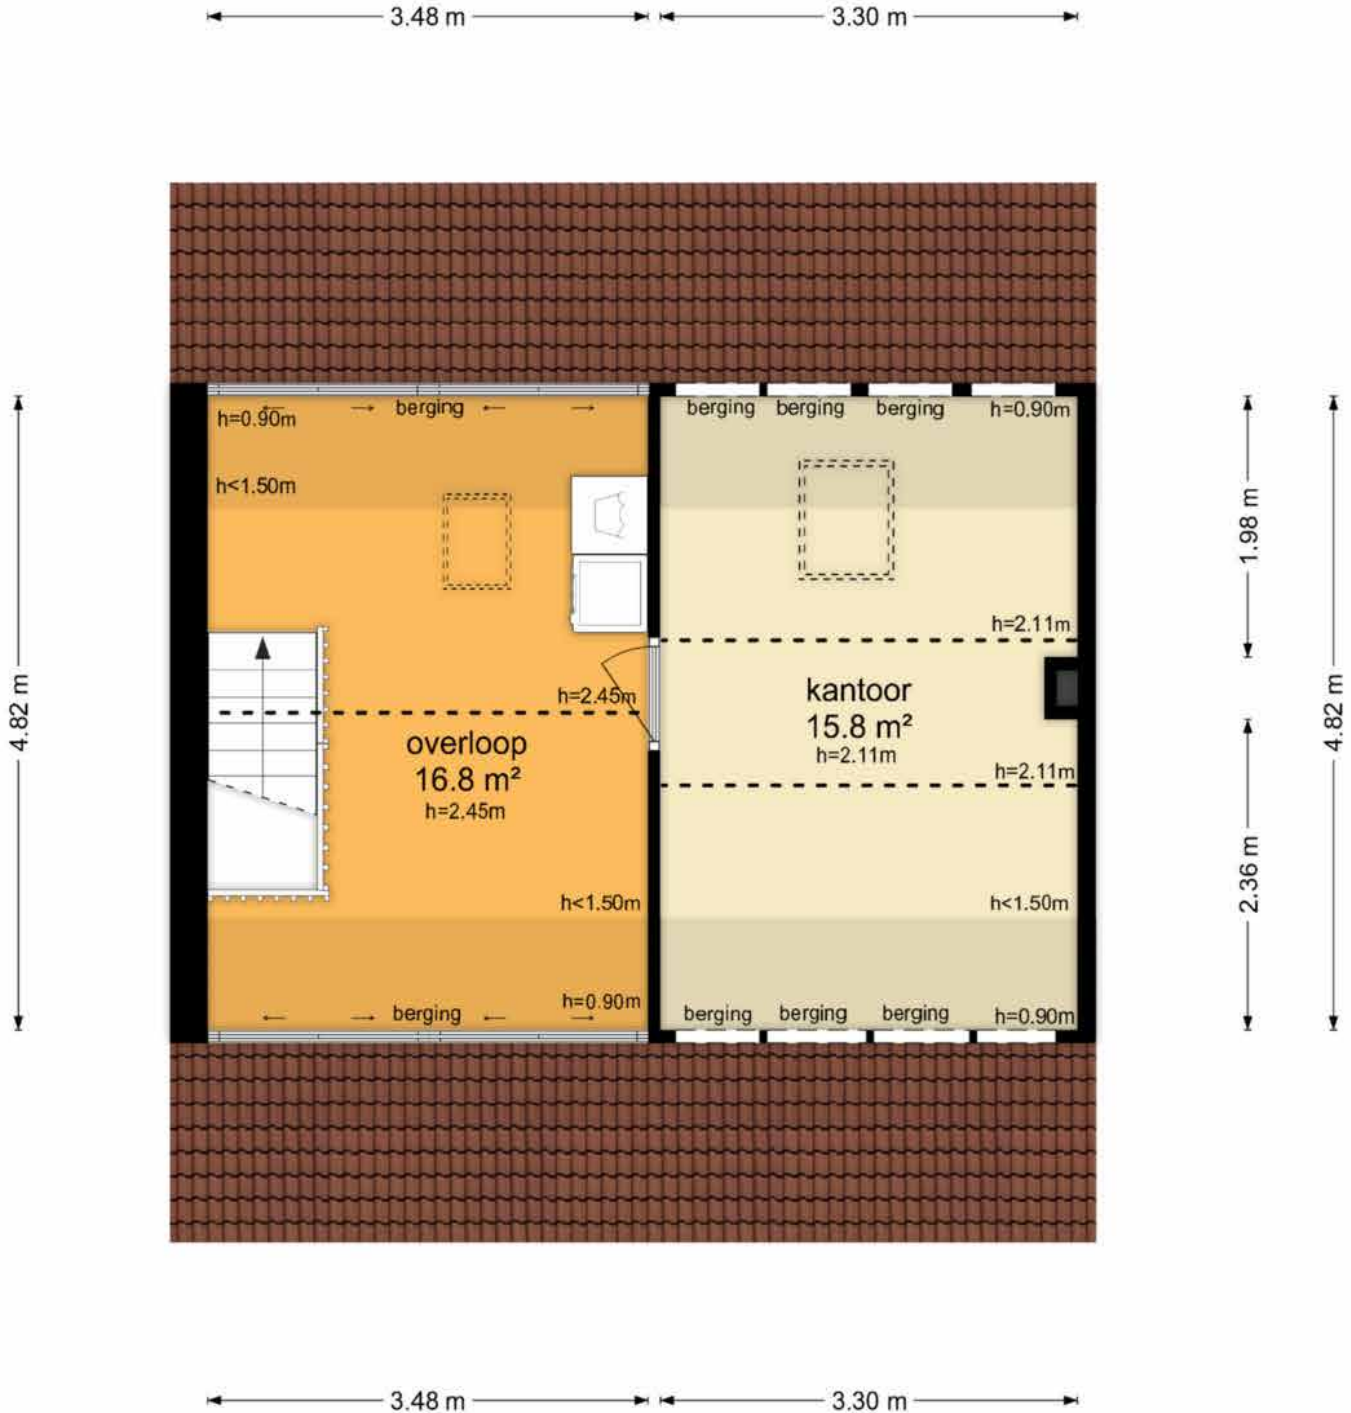 3.48 m
3.30 m
berging
h=0.90m
h<1.50m
berging
berging
berging
h=0.90m
1.98 m
h=2.11m
4.82 m
h=2.45m
overloop
16.8 m²
h=2.45m
kantoor
15.8 m²
h=2.11m
h=2.11m
4.82 m
2.36 m
h<1.50m
h<1.50m
h=0.90m
berging
berging
berging
berging
h=0.90m
3.48 m
3.30 m